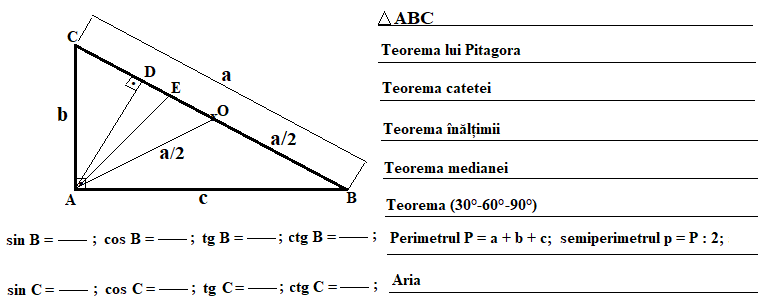 △ABC
Teorema lui Pitagora
Teorema catetei
Teorema înălțimii
Teorema medianei
Teorema (30°-60°-90°)
Perimetrul P = a + b + c; semiperimetrul p = P : 2;
Aria
C
D
E
a
O
b
a/2
a/2
A
c
B
sin B = —— ; cos B = —— ; tg B = —— ; ctg B = —— ;
sin C = —— ; cos C = —— ; tg C = —— ; ctg C = —— ;